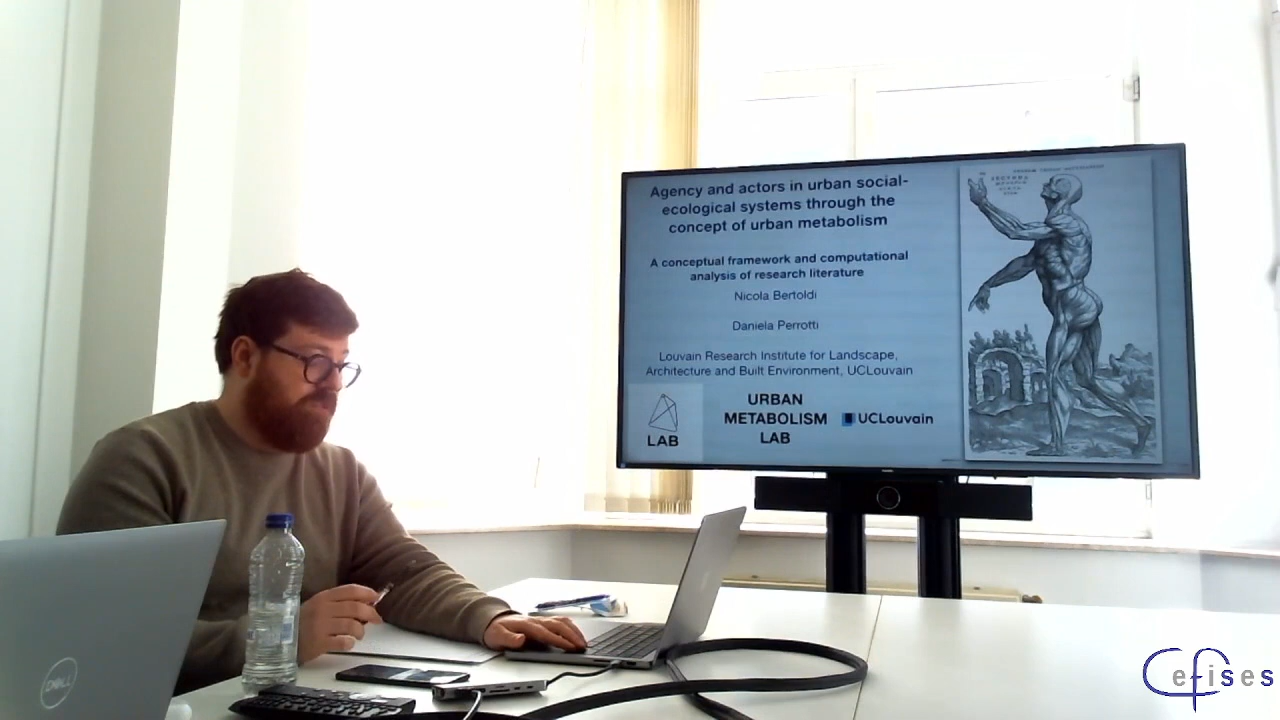 Agency and actors in urban social-
ecological systems through the
concept of urban metabolism
A conceptual framework and computational
analysis of research literature
Nicola Bertoldi
Daniela Perrotti
Louvain Research Institute for Landscape,
Architecture and Built Environment, UCLouvain
LAB
URBAN
METABOLISM
LAB
UCLouvain
DELL
Cefises